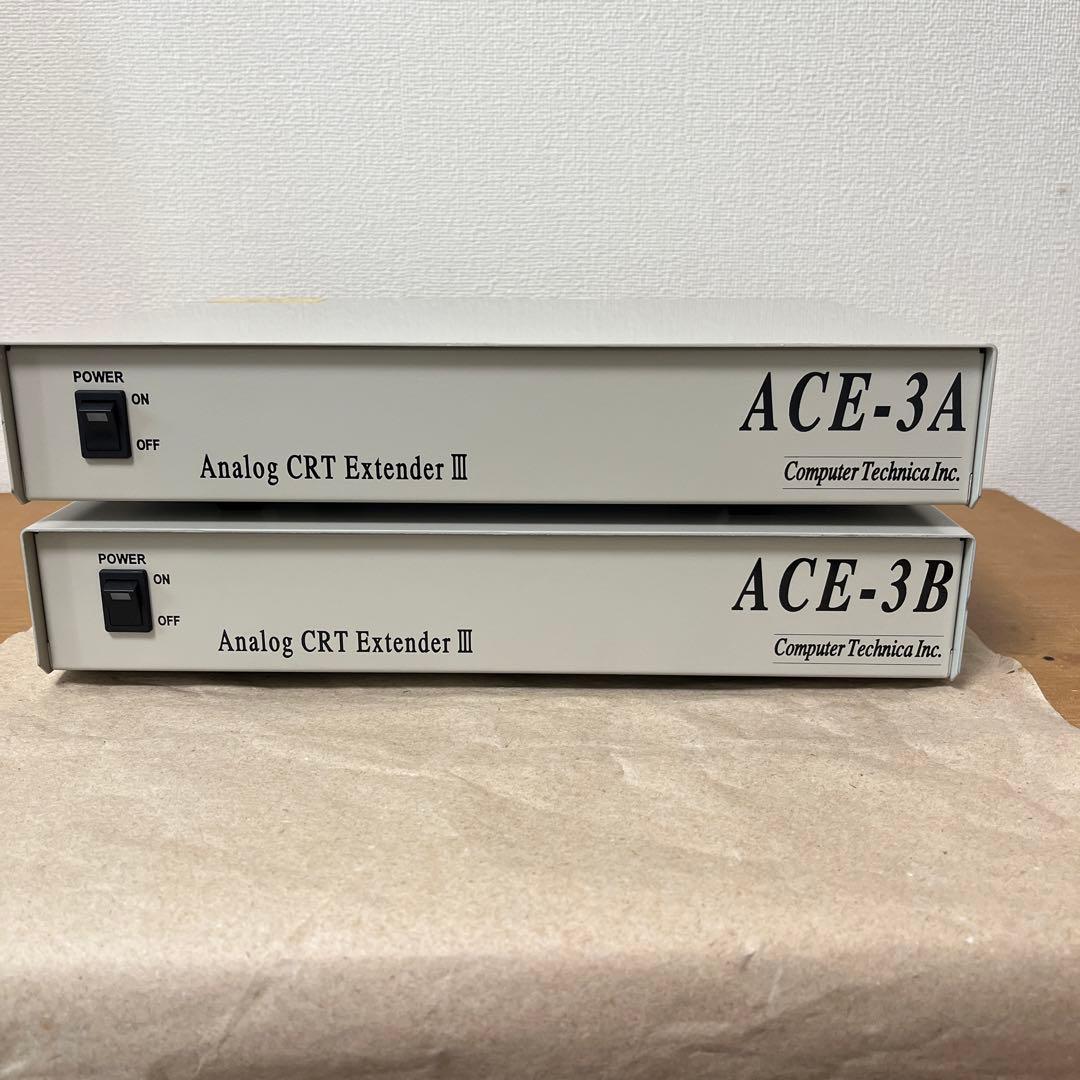 POWER
ON
OFF
Analog CRT Extender Ⅲ
ACE-3A
Computer Technica Inc.
POWER
ON
OFF
Analog CRT Extender Ⅲ
ACE-3B
Computer Technica Inc.